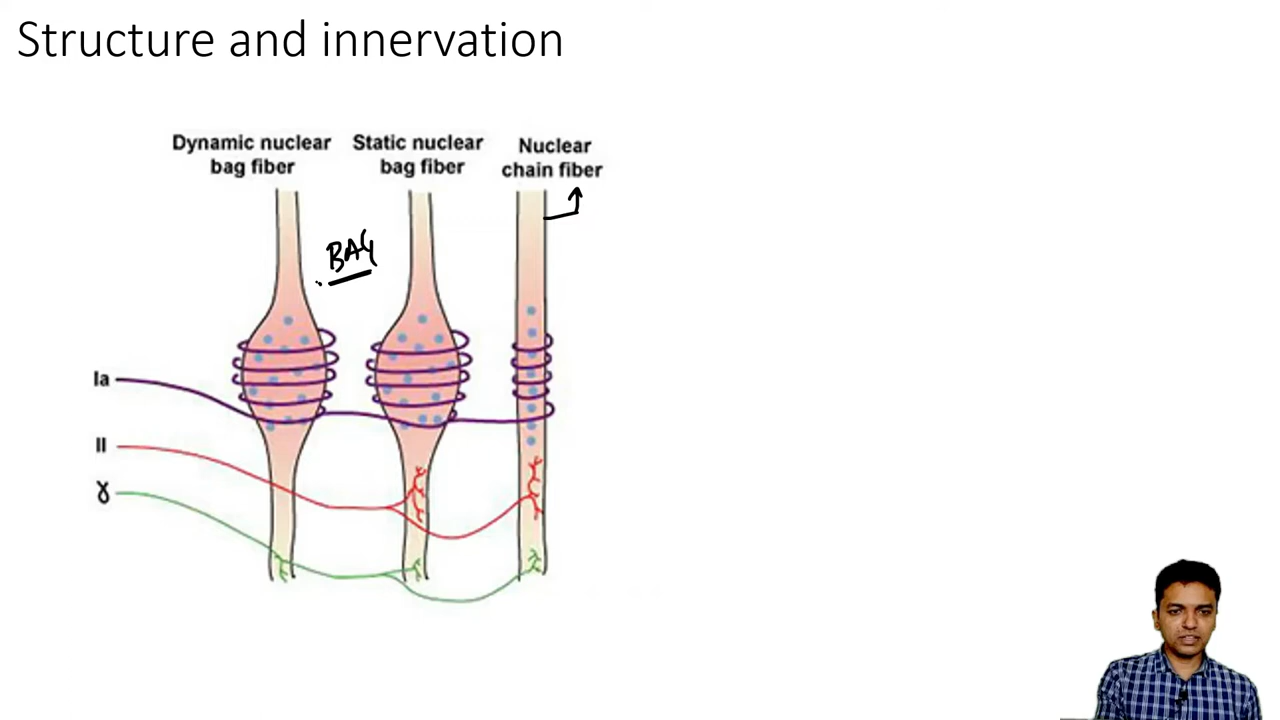 Structure and innervation
Dynamic nuclear
bag fiber
Static nuclear
bag fiber
Nuclear
chain fiber
BAG
Ia
II
ɣ